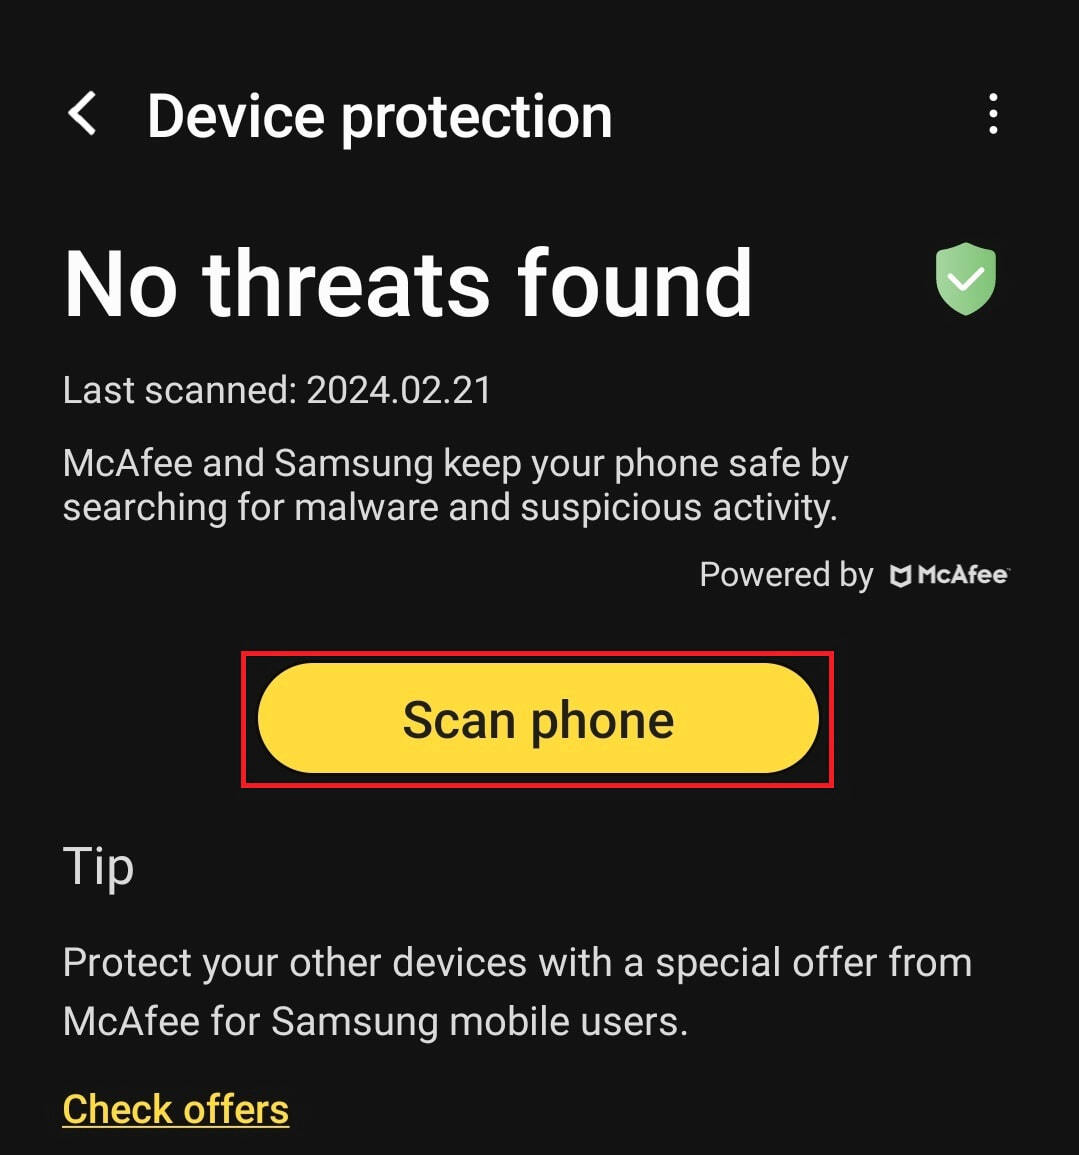 Device protection
No threats found
Last scanned: 2024.02.21
McAfee and Samsung keep your phone safe by
searching for malware and suspicious activity.
Powered by McAfee™
Scan phone
Tip
Protect your other devices with a special offer from
McAfee for Samsung mobile users.
Check offers